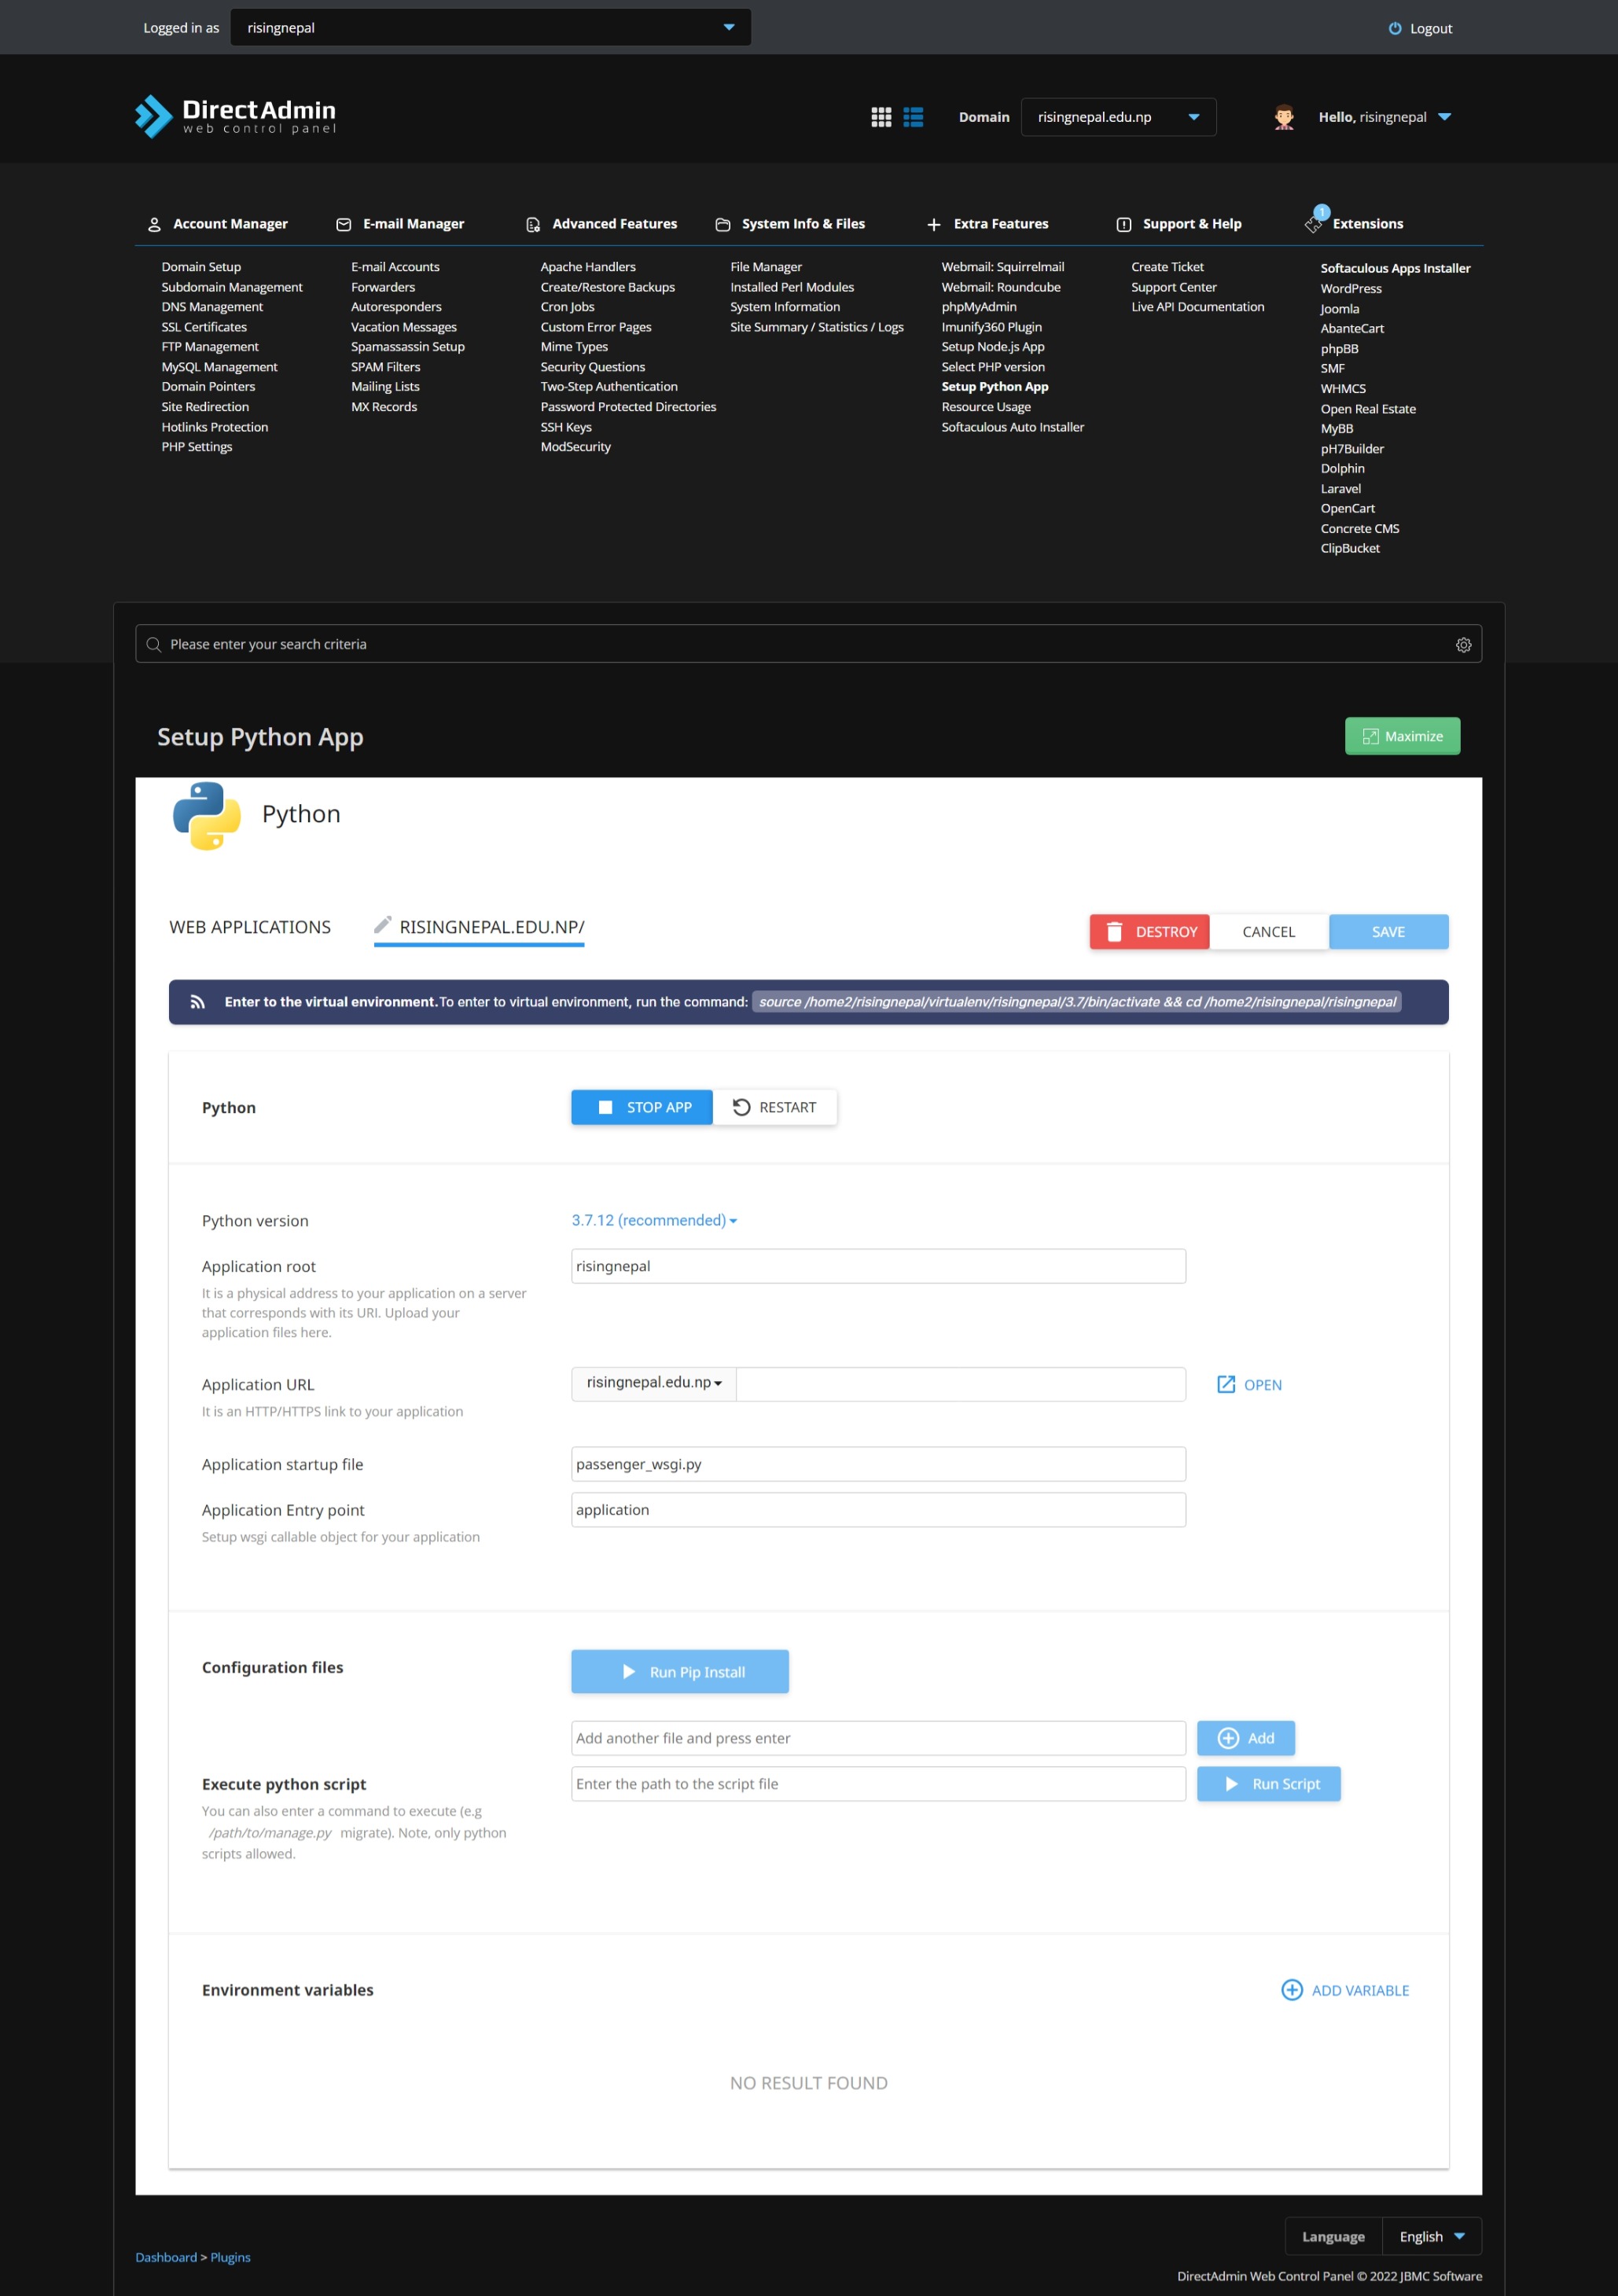 Logged in as
risingnepal
Logout
DirectAdmin
web control panel
Domain
risingnepal.edu.np
Hello, risingnepal
Account Manager
Domain Setup
Subdomain Management
DNS Management
SSL Certificates
FTP Management
MySQL Management
Domain Pointers
Site Redirection
Hotlinks Protection
PHP Settings
E-mail Manager
E-mail Accounts
Forwarders
Autoresponders
Vacation Messages
Spamassassin Setup
SPAM Filters
Mailing Lists
MX Records
Advanced Features
Apache Handlers
Create/Restore Backups
Cron Jobs
Custom Error Pages
Mime Types
Security Questions
Two-Step Authentication
Password Protected Directories
SSH Keys
ModSecurity
System Info & Files
File Manager
Installed Perl Modules
System Information
Site Summary / Statistics / Logs
Extra Features
Webmail: Squirrelmail
Webmail: Roundcube
phpMyAdmin
Imunify360 Plugin
Setup Node.js App
Select PHP version
Setup Python App
Resource Usage
Softaculous Auto Installer
Support & Help
Create Ticket
Support Center
Live API Documentation
1
Extensions
Softaculous Apps Installer
WordPress
Joomla
AbanteCart
phpBB
SMF
WHMCS
Open Real Estate
MyBB
pH7Builder
Dolphin
Laravel
OpenCart
Concrete CMS
ClipBucket
Please enter your search criteria
Setup Python App
Maximize
Python
WEB APPLICATIONS
RISINGNEPAL.EDU.NP/
DESTROY
CANCEL
SAVE
Enter to the virtual environment.To enter to virtual environment, run the command: source /home2/risingnepal/virtualenv/risingnepal/3.7/bin/activate && cd /home2/risingnepal/risingnepal
Python
STOP APP
RESTART
Python version
3.7.12 (recommended)
Application root
risingnepal
It is a physical address to your application on a server
that corresponds with its URI. Upload your
application files here.
Application URL
risingnepal.edu.np
OPEN
It is an HTTP/HTTPS link to your application
Application startup file
passenger_wsgi.py
Application Entry point
application
Setup wsgi callable object for your application
Configuration files
Run Pip Install
Add another file and press enter
Add
Execute python script
Enter the path to the script file
Run Script
You can also enter a command to execute (e.g
/path/to/manage.py migrate). Note, only python
scripts allowed.
Environment variables
ADD VARIABLE
NO RESULT FOUND
Language
English
Dashboard > Plugins
DirectAdmin Web Control Panel © 2022 JBMC Software